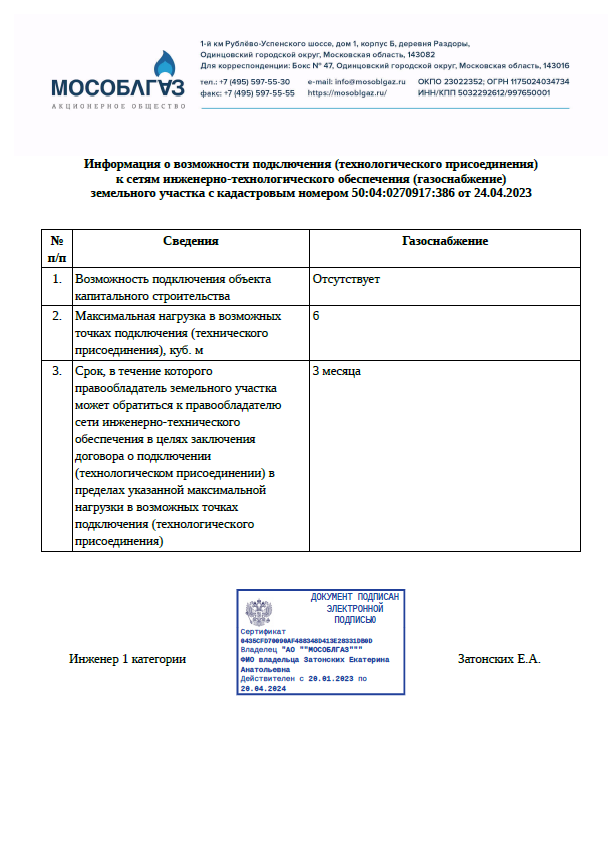 МОСОБЛГАЗ
АКЦИОНЕРНОЕ ОБЩЕСТВО
1-й км Рублёво-Успенского шоссе, дом 1, корпус Б, деревня Раздоры,
Одинцовский городской округ, Московская область, 143082
Для корреспонденции: Бокс № 47, Одинцовский городской округ, Московская область, 143016
тел.: +7 (495) 597-55-30 e-mail: info@mosoblgaz.ru ОКПО 23022352; ОГРН 1175024034734
факс: +7 (495) 597-55-55 https://mosoblgaz.ru/ ИНН/КПП 5032292612/997650001
Информация о возможности подключения (технологического присоединения)
к сетям инженерно-технологического обеспечения (газоснабжение)
земельного участка с кадастровым номером 50:04:0270917:386 от 24.04.2023
№ Сведения Газоснабжение
п/п
1. Возможность подключения объекта Отсутствует
капитального строительства
2. Максимальная нагрузка в возможных 6
точках подключения (технического
присоединения), куб. м
3. Срок, в течение которого 3 месяца
правообладатель земельного участка
может обратиться к правообладателю
сети инженерно-технического
обеспечения в целях заключения
договора о подключении
(технологическом присоединении) в
пределах указанной максимальной
нагрузки в возможных точках
подключения (технологического
присоединения)
ДОКУМЕНТ ПОДПИСАН
ЭЛЕКТРОННОЙ
ПОДПИСЬЮ
Сертификат
Владелец "АО ""МОСОБЛГАЗ"""
ФИО владельца Затонских Екатерина
Анатольевна
Действителен с 20.01.2023 по
20.04.2024
Инженер 1 категории Затонских Е.А.